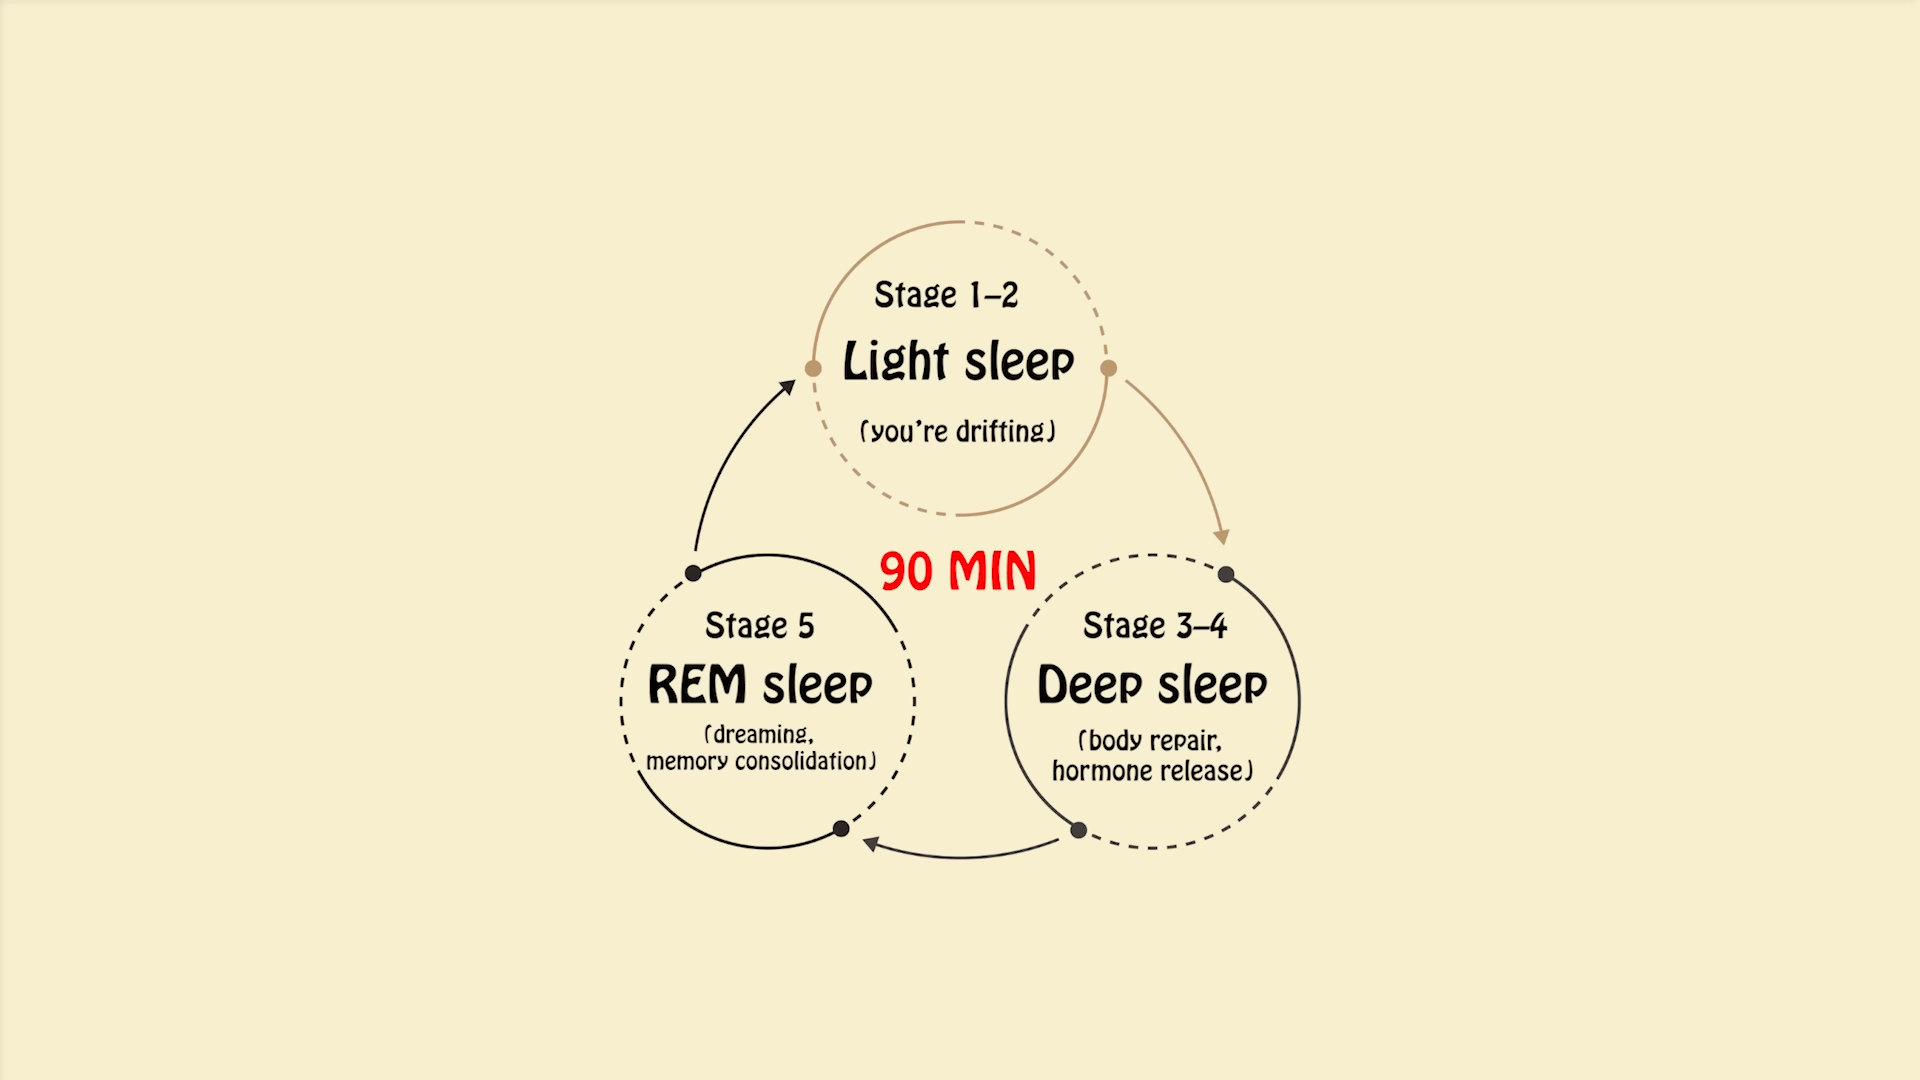 Stage 1–2
Light sleep
(you're drifting)
90 MIN
Stage 5
REM sleep
(dreaming,
memory consolidation)
Stage 3–4
Deep sleep
(body repair,
hormone release)